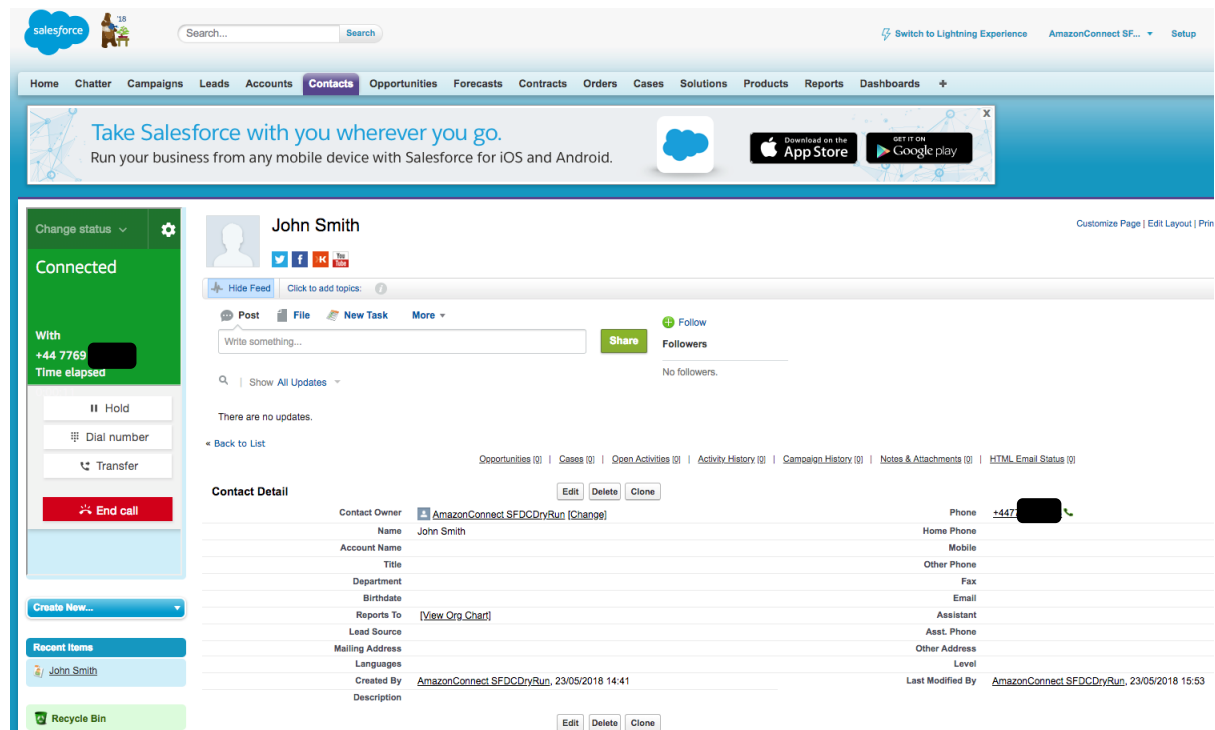 salesforce
'18
Search...
Search
Switch to Lightning Experience
AmazonConnect SF...
Setup
Home Chatter Campaigns Leads Accounts Contacts Opportunities Forecasts Contracts Orders Cases Solutions Products Reports Dashboards +
Take Salesforce with you wherever you go.
Run your business from any mobile device with Salesforce for iOS and Android.
Download on the
App Store
GET IT ON
Google play
X
Change status
Connected
With
+44 7769
Time elapsed
Hold
Dial number
Transfer
End call
Create New...
Recent Items
John Smith
Recycle Bin
John Smith
You
Tube
Customize Page | Edit Layout | Prin
Hide Feed
Click to add topics:
Post File New Task More
Write something...
Share
Show All Updates
There are no updates.
Follow
Followers
No followers.
« Back to List
Opportunities [0] | Cases [0] | Open Activities [0] | Activity History [0] | Campaign History [0] | Notes & Attachments [0] | HTML Email Status [0]
Contact Detail
Edit Delete Clone
Contact Owner AmazonConnect SFDCDryRun [Change] Phone +447
Name John Smith Home Phone
Account Name Mobile
Title Other Phone
Department Fax
Birthdate Email
Reports To [View Org Chart] Assistant
Lead Source Asst. Phone
Mailing Address Other Address
Languages Level
Created By AmazonConnect SFDCDryRun, 23/05/2018 14:41 Last Modified By AmazonConnect SFDCDryRun, 23/05/2018 15:53
Description
Edit Delete Clone